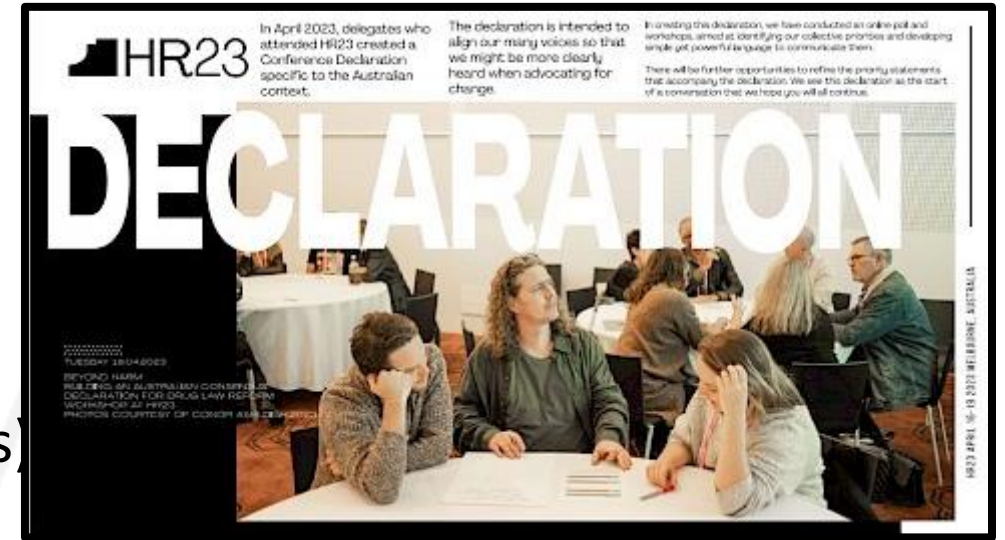 HR23
In April 2023, delegates who
attended HR23 created a
Conference Declaration
specific to the Australian
context.
The declaration is intended to
align our many voices so that
we might be more clearly
heard when advocating for
change.
In creating this declaration, we have conducted an online poll and
workshops, aimed at identifying our collective priorities and developing
simple yet powerful language to communicate them.
There will be further opportunities to refine the priority statements
that accompany the declaration. We see this declaration as the start
of a conversation that we hope you will all continue.
DECLARATION
TUESDAY 18.04.2023
BEYOND HARM
BUILDING AN AUSTRALIAN CONSENSUS
DECLARATION FOR DRUG LAW REFORM
WORKSHOP AT HR23
PHOTOS COURTESY OF CONOR
HR23 APRIL 16-19 2023 MELBOURNE, AUSTRALIA
s)